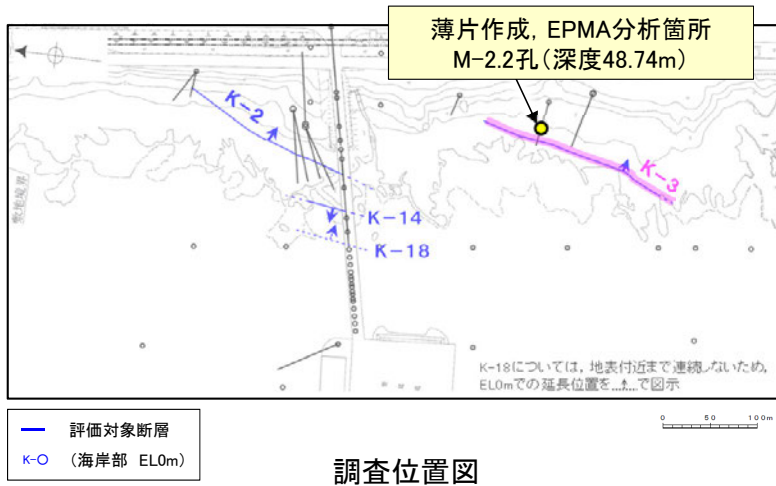 薄片作成, EPMA分析箇所
M-2.2孔(深度48.74m)
K-2
K-3
K-14
K-18
敷地境界
K-18については, 地表付近まで連続しないため,
EL0mでの延長位置を...↑...で図示
0 50 100m
評価対象断層
K-○ (海岸部 EL0m)
調査位置図